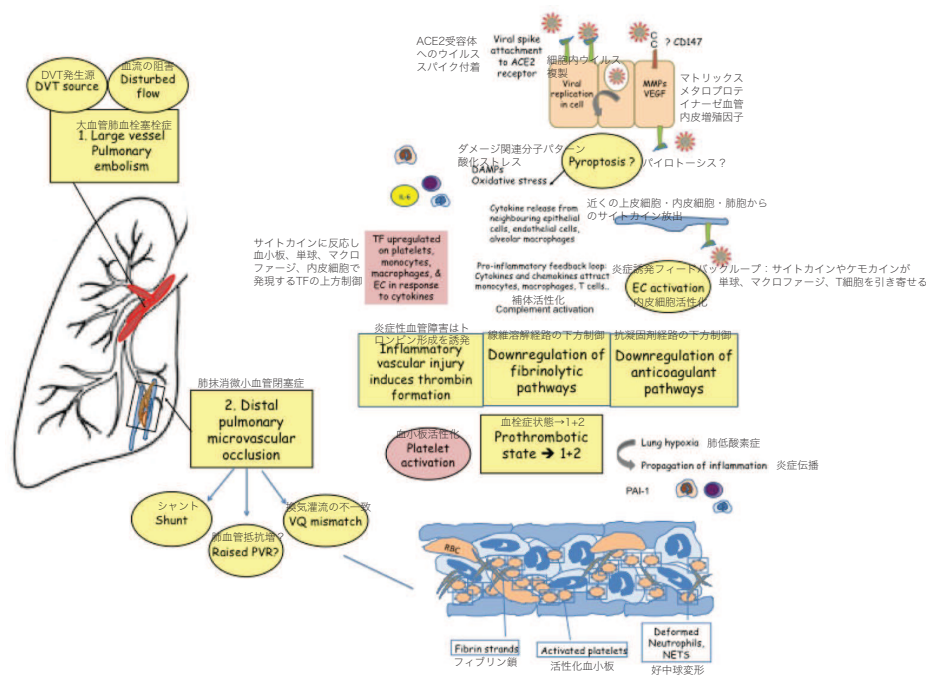 ACE2受容体
へのウイルス
スパイク付着
Viral spike
attachment
to ACE2
receptor
C
C
? CD147
細胞内ウイルス
複製
Viral
replication
in cell
MMPs
VEGF
マトリックス
メタロプロテ
イナーゼ血管
内皮増殖因子
DVT発生源
DVT source
血流の阻害
Disturbed
flow
大血管肺血栓塞栓症
1. Large vessel
Pulmonary
embolism
ダメージ関連分子パターン
酸化ストレス
DAMPs
Oxidative stress
Pyroptosis ?
パイロトーシス？
IL-6
Cytokine release from
neighbouring epithelial
cells, endothelial cells,
alveolar macrophages
近くの上皮細胞・内皮細胞・肺胞から
のサイトカイン放出
サイトカインに反応し
血小板、単球、マクロ
ファージ、内皮細胞で
発現するTFの上方制御
TF upregulated
on platelets,
monocytes,
macrophages, &
EC in response
to cytokines
Pro-inflammatory feedback loop:
Cytokines and chemokines attract
monocytes, macrophages, T cells..
炎症誘発フィードバックループ：サイトカインやケモカインが
単球、マクロファージ、T細胞を引き寄せる
EC activation
内皮細胞活性化
補体活性化
Complement activation
炎症性血管障害はト
ロンビン形成を誘発
Inflammatory
vascular injury
induces thrombin
formation
線維溶解経路の下方制御
Downregulation of
fibrinolytic
pathways
抗凝固剤経路の下方制御
Downregulation of
anticoagulant
pathways
肺抹消微小血管閉塞症
2. Distal
pulmonary
microvascular
occlusion
血小板活性化
Platelet
activation
血栓症状態→1+2
Prothrombotic
state → 1+2
Lung hypoxia
肺低酸素症
Propagation of inflammation
炎症伝播
PAI-1
シャント
Shunt
肺血管抵抗増？
Raised PVR?
換気灌流の不一致
VQ mismatch
RBC
Fibrin strands
フィブリン鎖
Activated platelets
活性化血小板
Deformed
Neutrophils,
NETS
好中球変形